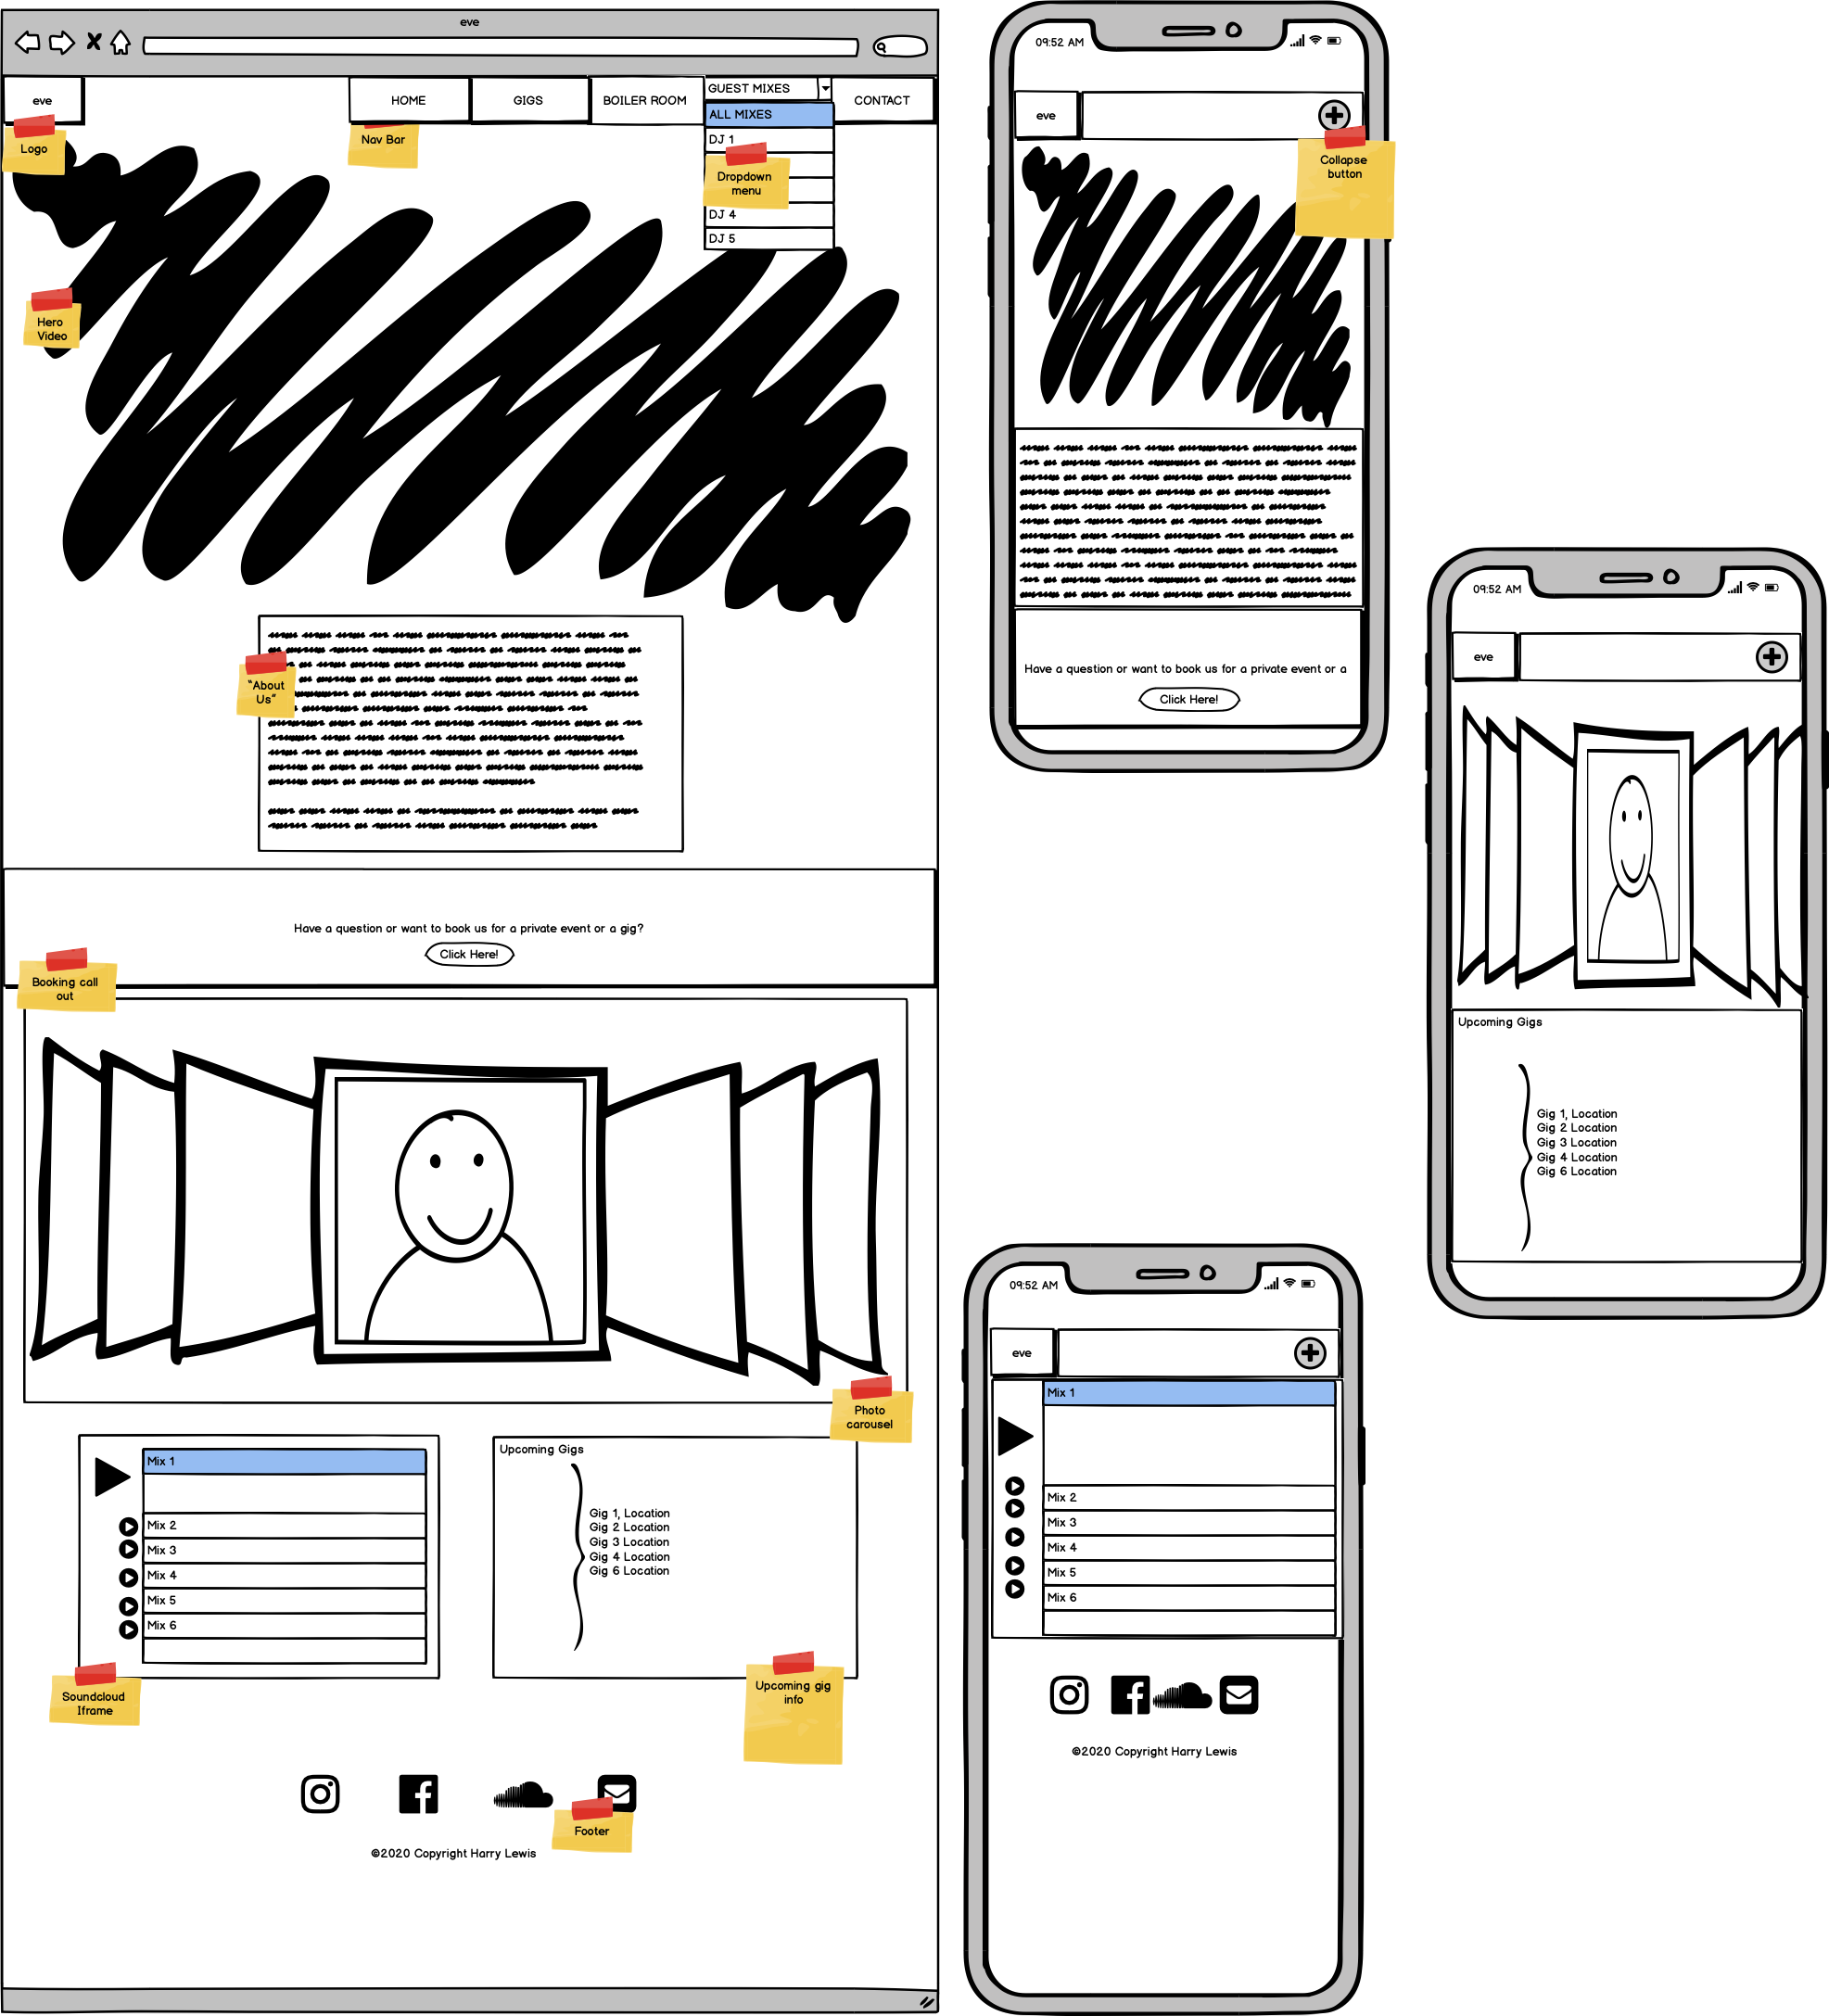 eve
eve
HOME
GIGS
BOILER ROOM
GUEST MIXES
CONTACT
ALL MIXES
DJ 1
DJ 4
DJ 5
Logo
Nav Bar
Dropdown
menu
Hero
Video
"About
Us"
Have a question or want to book us for a private event or a gig?
Click Here!
Booking call
out
Photo
carousel
Mix 1
Mix 2
Mix 3
Mix 4
Mix 5
Mix 6
Soundcloud
Iframe
Upcoming Gigs
Gig 1, Location
Gig 2 Location
Gig 3 Location
Gig 4 Location
Gig 6 Location
Upcoming gig
info
Footer
©2020 Copyright Harry Lewis
09:52 AM
eve
Collapse
button
Have a question or want to book us for a private event or a
Click Here!
09:52 AM
eve
Upcoming Gigs
Gig 1, Location
Gig 2 Location
Gig 3 Location
Gig 4 Location
Gig 6 Location
09:52 AM
eve
Mix 1
Mix 2
Mix 3
Mix 4
Mix 5
Mix 6
©2020 Copyright Harry Lewis